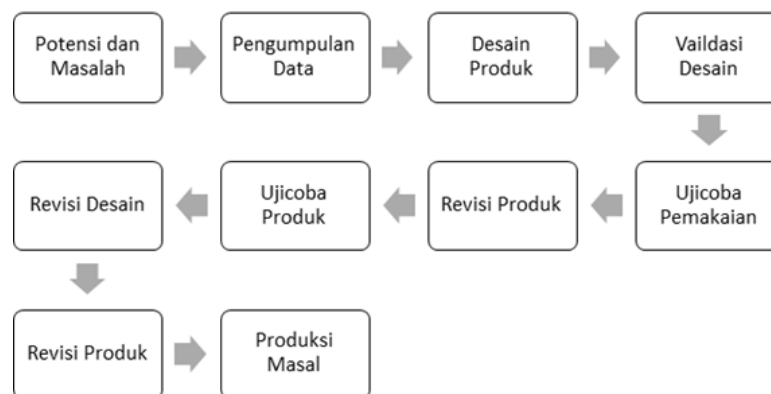 Potensi dan
Masalah
Pengumpulan
Data
Desain
Produk
Vaildasi
Desain
Ujicoba
Pemakaian
Revisi Produk
Ujicoba
Produk
Revisi Desain
Revisi Produk
Produksi
Masal